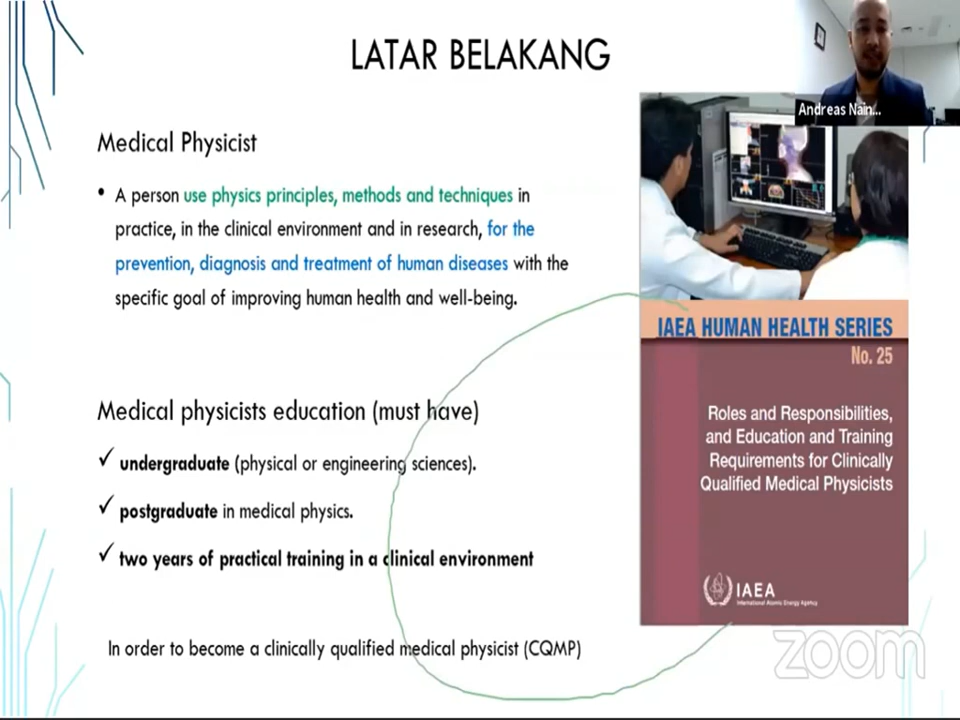 LATAR BELAKANG
Andreas Nain...
Medical Physicist
• A person use physics principles, methods and techniques in
practice, in the clinical environment and in research, for the
prevention, diagnosis and treatment of human diseases with the
specific goal of improving human health and well-being.
Medical physicists education (must have)
✓ undergraduate (physical or engineering sciences).
✓ postgraduate in medical physics.
✓ two years of practical training in a clinical environment
In order to become a clinically qualified medical physicist (CQMP)
IAEA HUMAN HEALTH SERIES
No. 25
Roles and Responsibilities,
and Education and Training
Requirements for Clinically
Qualified Medical Physicists
IAEA
International Atomic Energy Agency
zoom